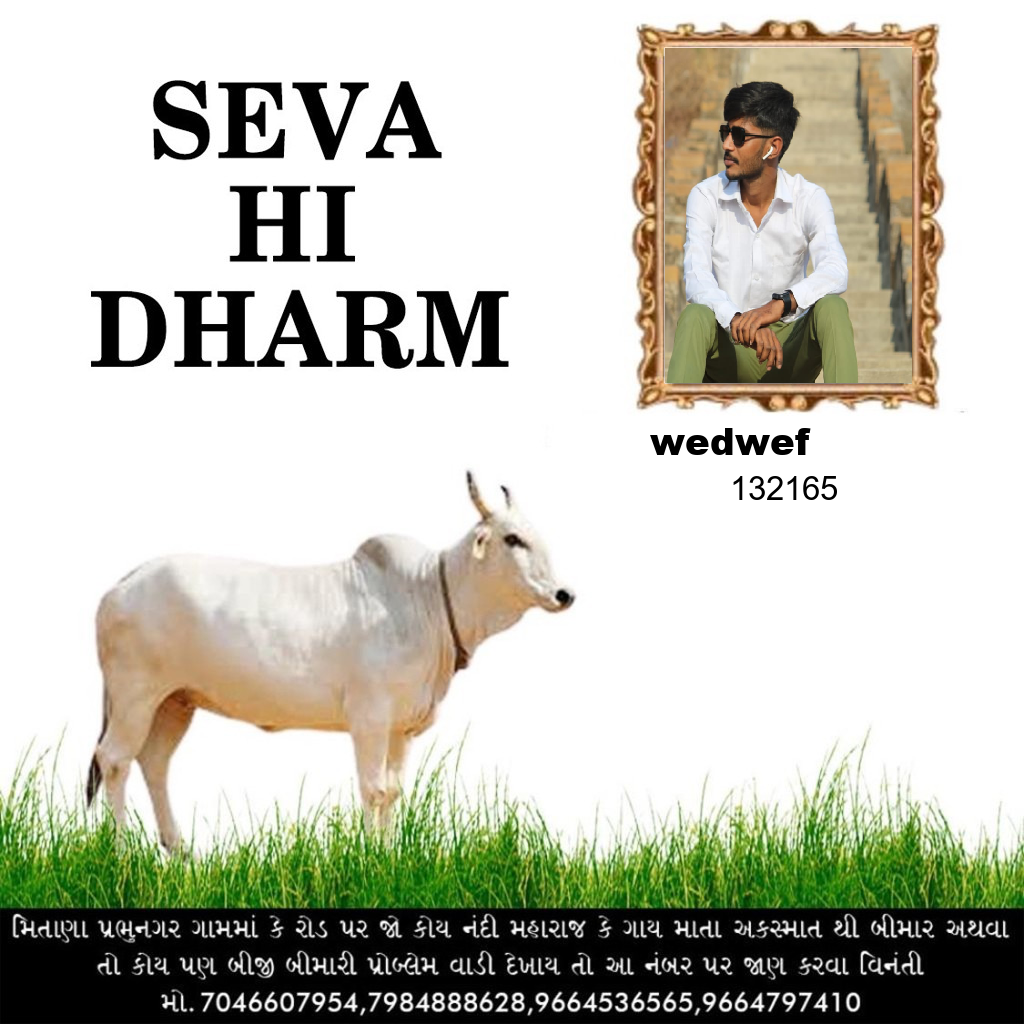 SEVA
HI
DHARM
wedwef
132165
મિતાણા પ્રભુનગર ગામમાં કે રોડ પર જો કોય નંદી મહારાજ કે ગાય માતા અકસ્માત થી બીમાર અથવા
તો કોય પણ બીજી બીમારી પ્રોબ્લેમ વાડી દેખાય તો આ નંબર પર જાણ કરવા વિનંતી
મો. 7046607954,7984888628,9664536565,9664797410